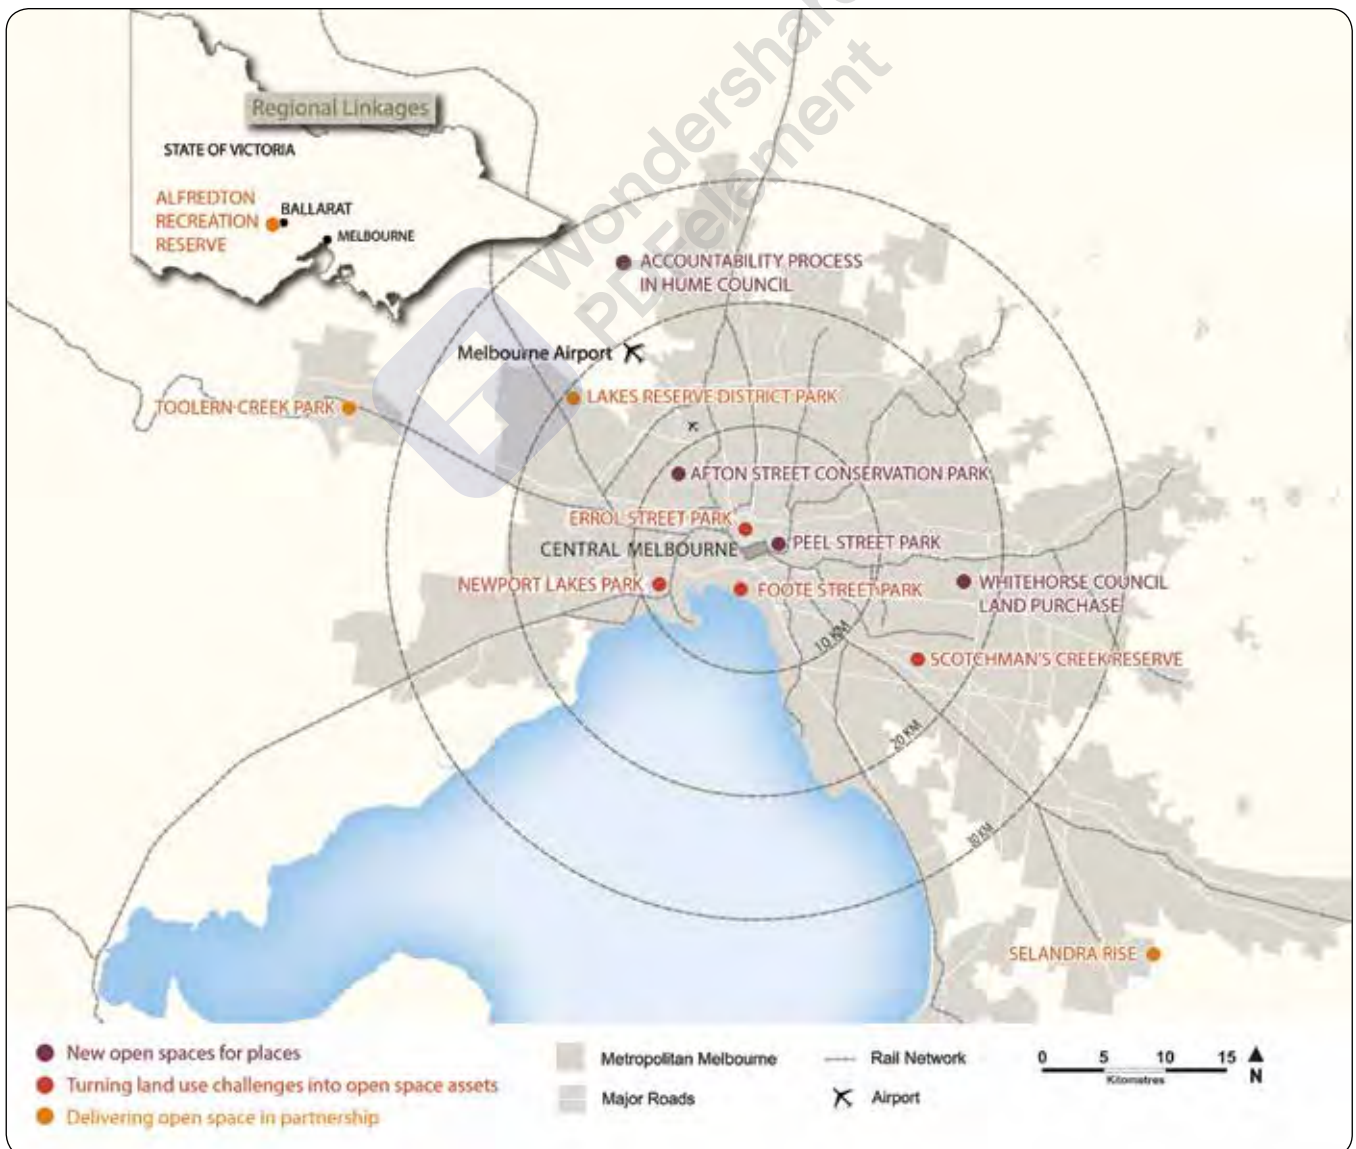 Wondershare
PDFelement
Regional Linkages
STATE OF VICTORIA
ALFREDTON
RECREATION
RESERVE
BALLARAT
MELBOURNE
ACCOUNTABILITY PROCESS
IN HUME COUNCIL
Melbourne Airport
TOOLERN CREEK PARK
LAKES RESERVE DISTRICT PARK
AFTON STREET CONSERVATION PARK
ERROL STREET PARK
CENTRAL MELBOURNE
PEEL STREET PARK
NEWPORT LAKES PARK
FOOTE STREET PARK
WHITEHORSE COUNCIL
LAND PURCHASE
10 KM
SCOTCHMAN'S CREEK RESERVE
20 KM
30 KM
SELANDRA RISE
New open spaces for places
Turning land use challenges into open space assets
Delivering open space in partnership
Metropolitan Melbourne
Major Roads
Rail Network
Airport
0 5 10 15
Kilometres
N